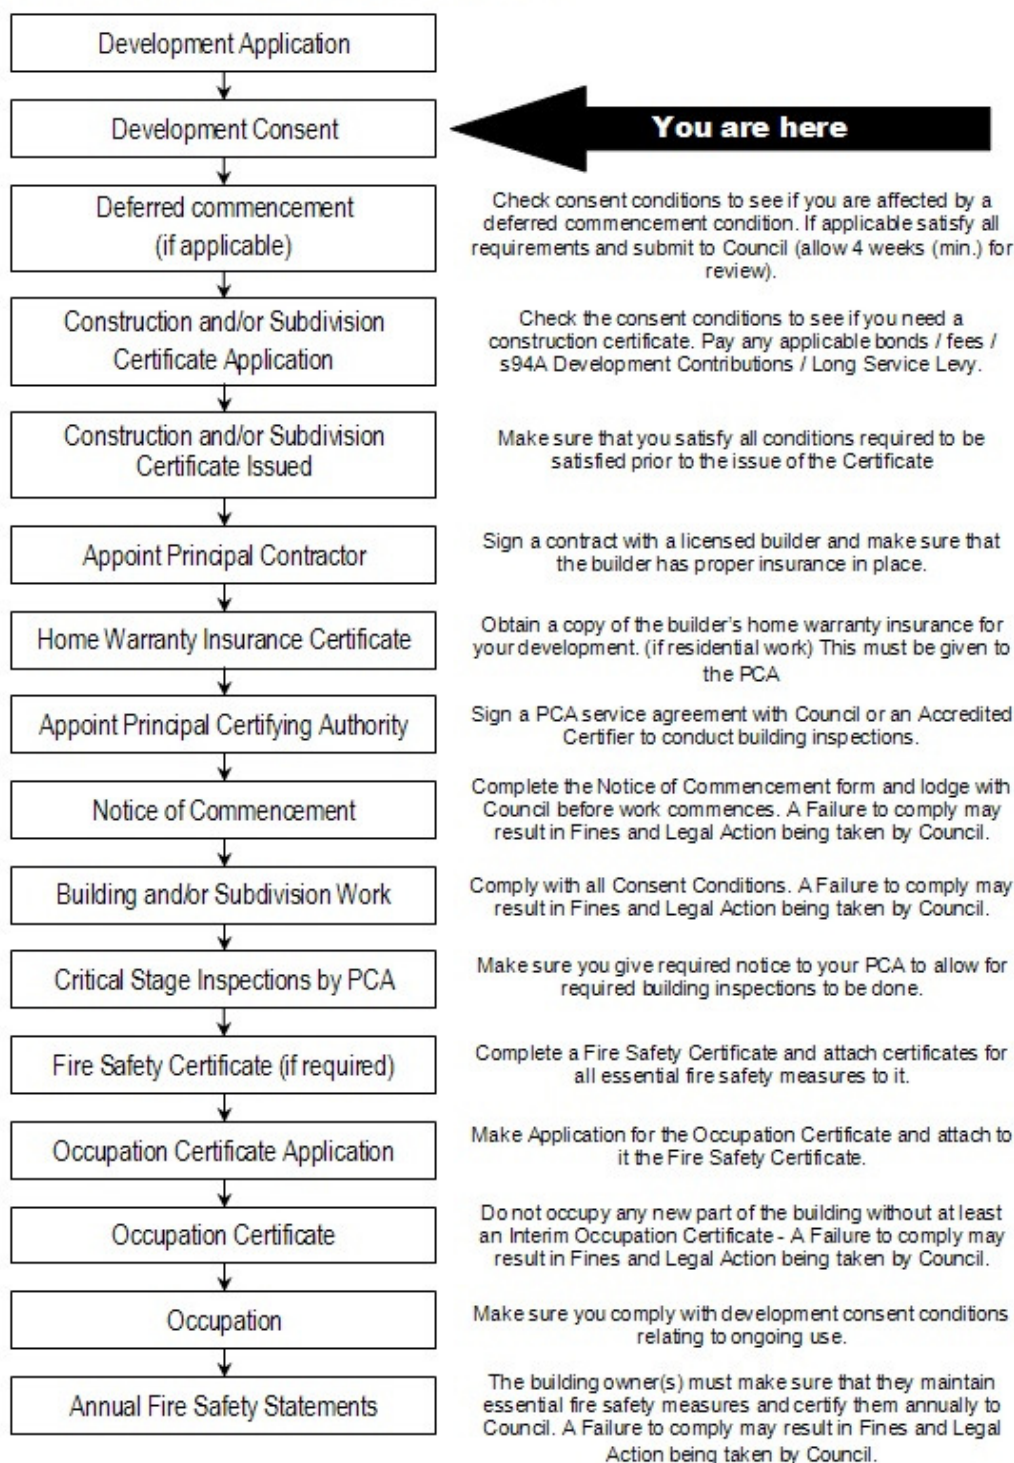 Development Application
Development Consent
You are here
Deferred commencement
(if applicable)
Check consent conditions to see if you are affected by a
deferred commencement condition. If applicable satisfy all
requirements and submit to Council (allow 4 weeks (min.) for
review).
Construction and/or Subdivision
Certificate Application
Check the consent conditions to see if you need a
construction certificate. Pay any applicable bonds / fees /
s94A Development Contributions / Long Service Levy.
Construction and/or Subdivision
Certificate Issued
Make sure that you satisfy all conditions required to be
satisfied prior to the issue of the Certificate
Appoint Principal Contractor
Sign a contract with a licensed builder and make sure that
the builder has proper insurance in place.
Home Warranty Insurance Certificate
Obtain a copy of the builder's home warranty insurance for
your development. (if residential work) This must be given to
the PCA
Appoint Principal Certifying Authority
Sign a PCA service agreement with Council or an Accredited
Certifier to conduct building inspections.
Notice of Commencement
Complete the Notice of Commencement form and lodge with
Council before work commences. A Failure to comply may
result in Fines and Legal Action being taken by Council.
Building and/or Subdivision Work
Comply with all Consent Conditions. A Failure to comply may
result in Fines and Legal Action being taken by Council.
Critical Stage Inspections by PCA
Make sure you give required notice to your PCA to allow for
required building inspections to be done.
Fire Safety Certificate (if required)
Complete a Fire Safety Certificate and attach certificates for
all essential fire safety measures to it.
Occupation Certificate Application
Make Application for the Occupation Certificate and attach to
it the Fire Safety Certificate.
Occupation Certificate
Do not occupy any new part of the building without at least
an Interim Occupation Certificate - A Failure to comply may
result in Fines and Legal Action being taken by Council.
Occupation
Make sure you comply with development consent conditions
relating to ongoing use.
Annual Fire Safety Statements
The building owner(s) must make sure that they maintain
essential fire safety measures and certify them annually to
Council. A Failure to comply may result in Fines and Legal
Action being taken by Council.